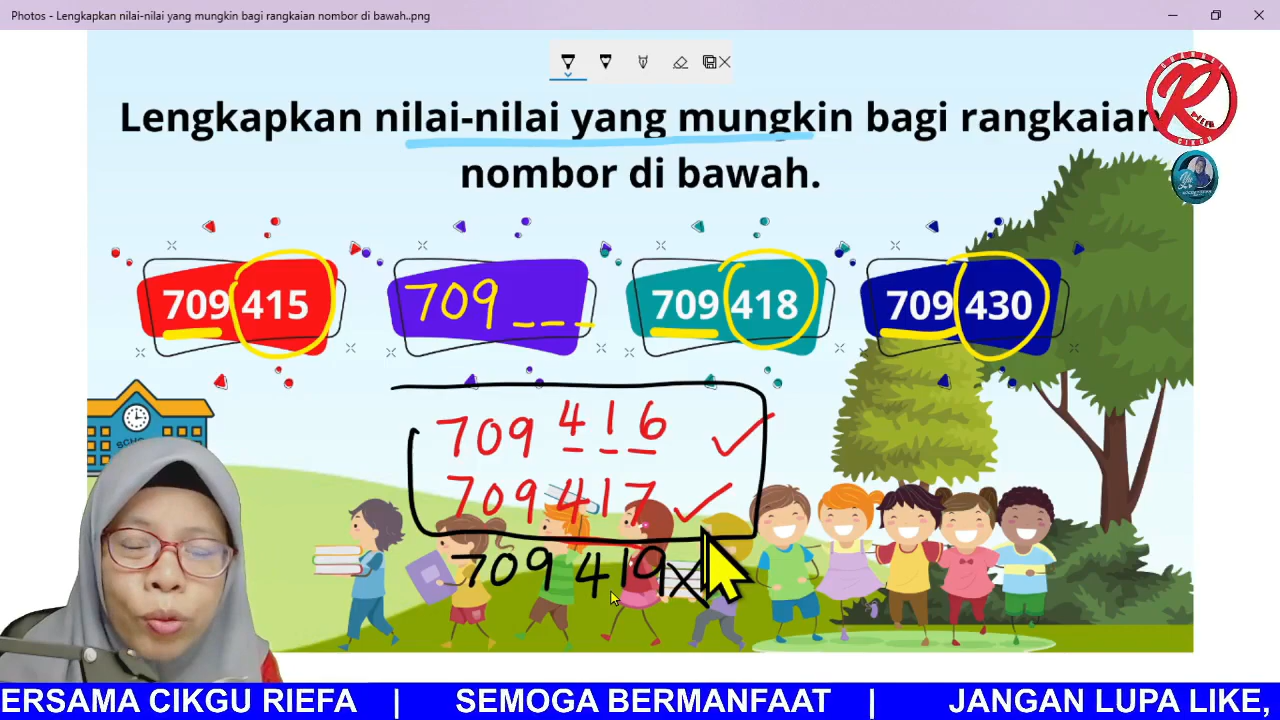 Photos - Lengkapkan nilai-nilai yang mungkin bagi rangkaian nombor di bawah..png
Lengkapkan nilai-nilai yang mungkin bagi rangkaian
nombor di bawah.
709 415 709 _ _ _ 709 418 709 430
709 416 ✓
709 417 ✓
709 419 X
ERSAMA CIKGU RIEFA | SEMOGA BERMANFAAT | JANGAN LUPA LIKE,